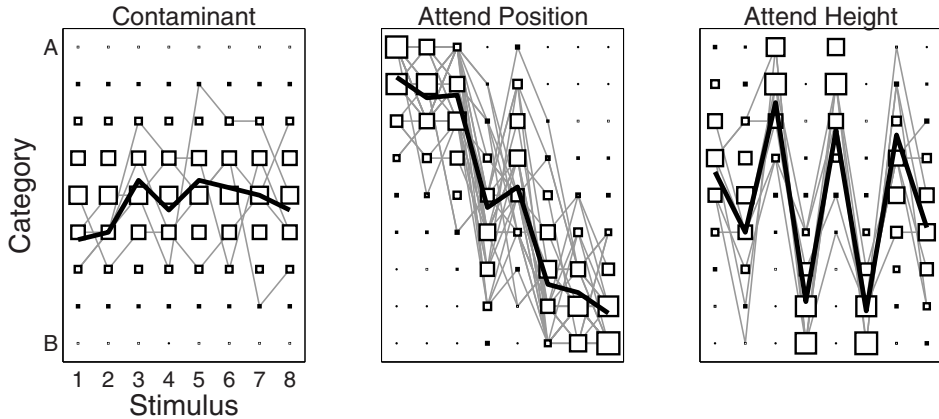 Contaminant
Attend Position
Attend Height
A
Category
B
1 2 3 4 5 6 7 8
Stimulus